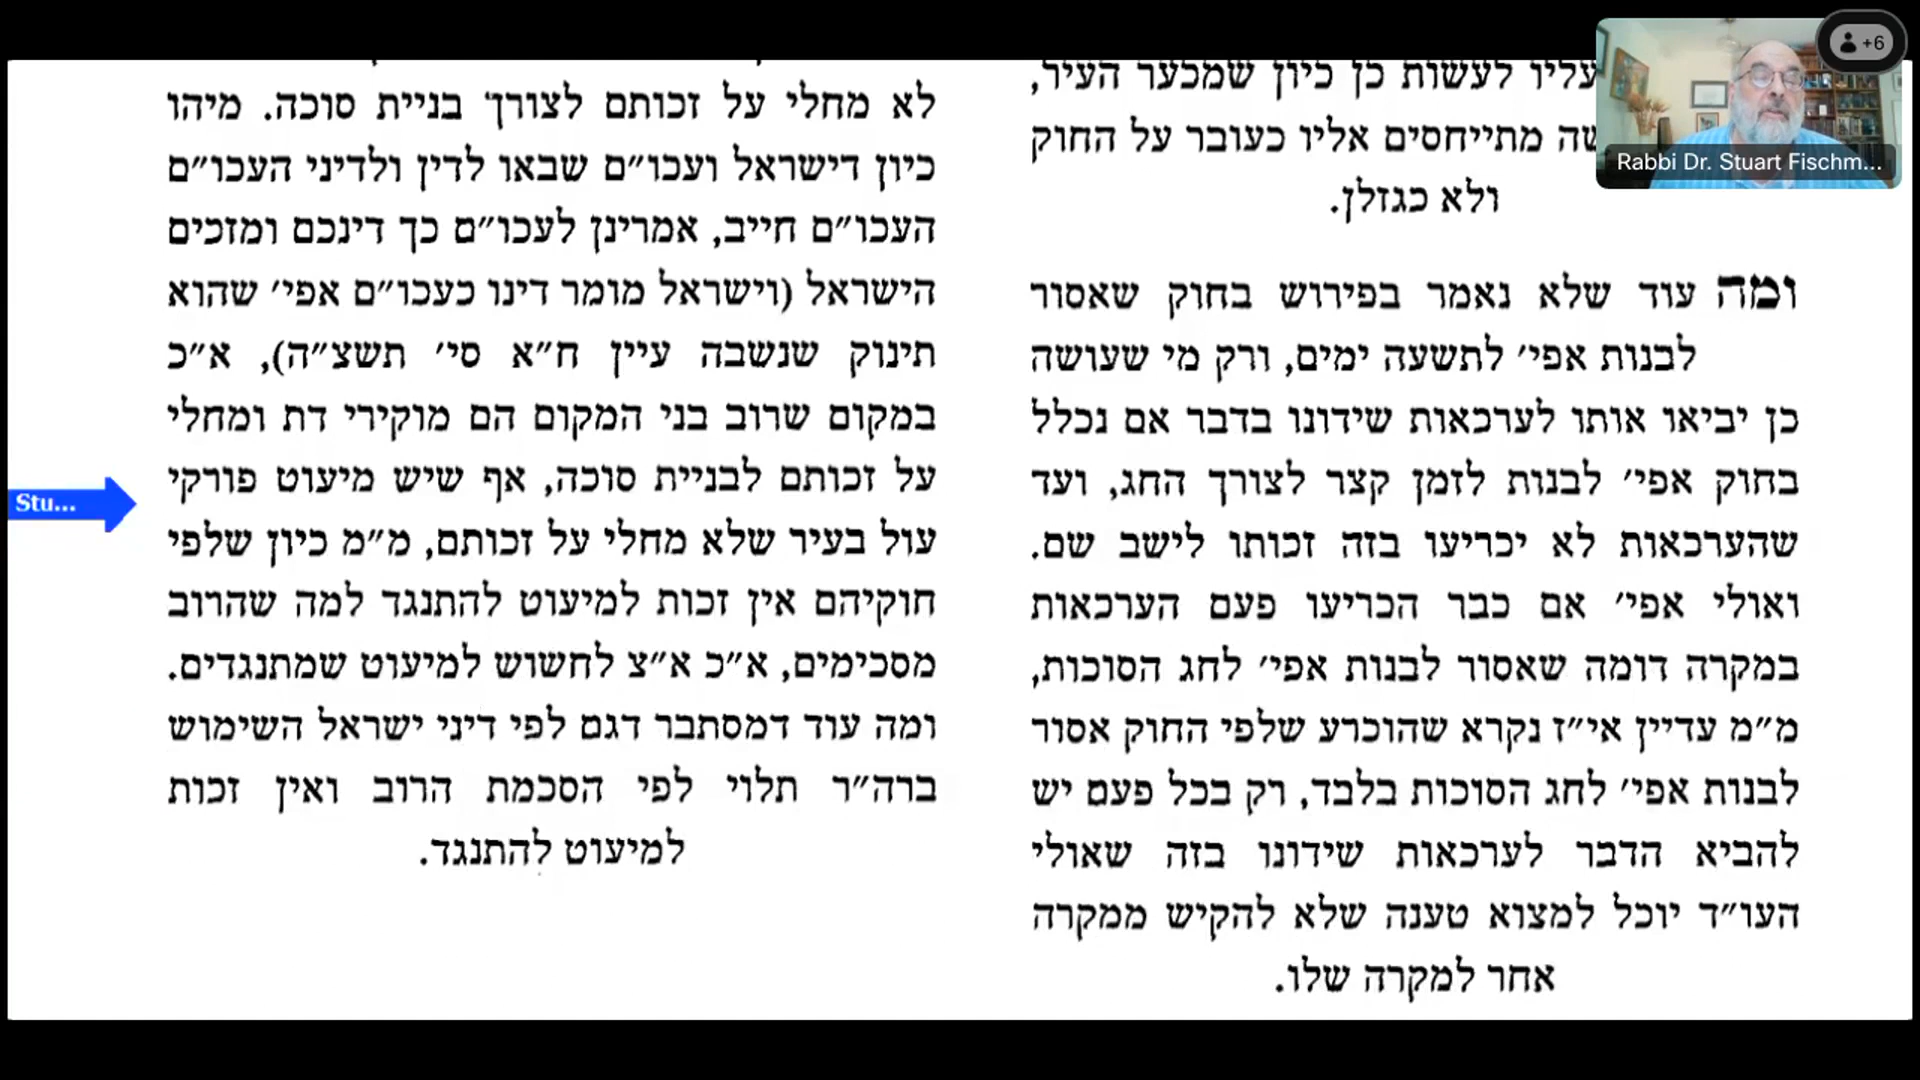 עליו לעשות כן כיון שמכער העיר,
שה מתייחסים אליו כעובר על החוק
ולא כגזלן.
ומה עוד שלא נאמר בפירוש בחוק שאסור
לבנות אפי׳ לתשעה ימים, ורק מי שעושה
כן יביאו אותו לערכאות שידונו בדבר אם נכלל
בחוק אפי׳ לבנות לזמן קצר לצורך החג, ועד
שהערכאות לא יכריעו בזה זכותו לישב שם.
ואולי אפי׳ אם כבר הכריעו פעם הערכאות
במקרה דומה שאסור לבנות אפי׳ לחג הסוכות,
מ״מ עדיין אי״ז נקרא שהוכרע שלפי החוק אסור
לבנות אפי׳ לחג הסוכות בלבד, רק בכל פעם יש
להביא הדבר לערכאות שידונו בזה שאולי
העו״ד יוכל למצוא טענה שלא להקיש ממקרה
אחר למקרה שלו.
לא מחלי על זכותם לצורך בניית סוכה. מיהו
כיון דישראל ועכו״ם שבאו לדין ולדיני העכו״ם
העכו״ם חייב, אמרינן לעכו״ם כך דינכם ומזכים
הישראל (וישראל מומר דינו כעכו״ם אפי׳ שהוא
תינוק שנשבה עיין ח״א סי׳ תשצ״ה), א״כ
במקום שרוב בני המקום הם מוקירי דת ומחלי
על זכותם לבניית סוכה, אף שיש מיעוט פורקי
עול בעיר שלא מחלי על זכותם, מ״מ כיון שלפי
חוקיהם אין זכות למיעוט להתנגד למה שהרוב
מסכימים, א״כ א״צ לחשוש למיעוט שמתנגדים.
ומה עוד דמסתבר דגם לפי דיני ישראל השימוש
ברה״ר תלוי לפי הסכמת הרוב ואין זכות
למיעוט להתנגד.
Stu...
+6
Rabbi Dr. Stuart Fischm...